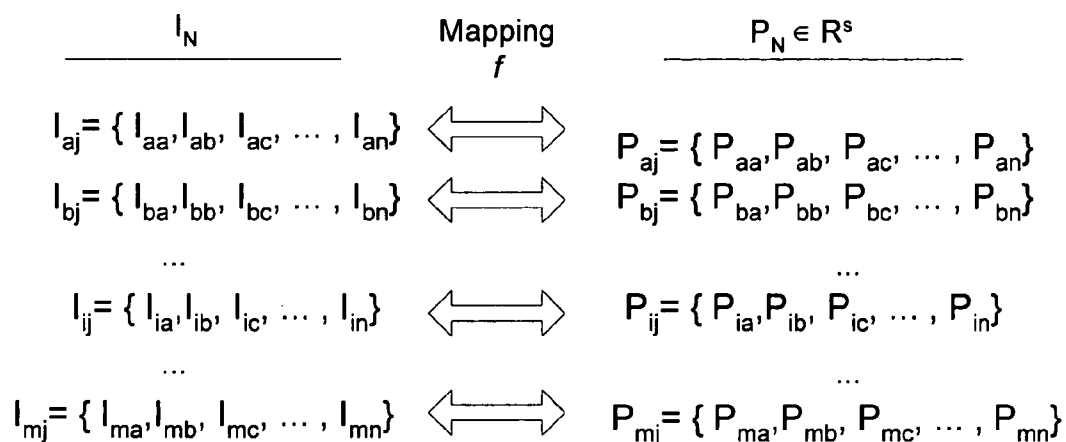 I_N Mapping f P_N ∈ R^s
I_aj = { I_aa, I_ab, I_ac, ... , I_an} P_aj = { P_aa, P_ab, P_ac, ... , P_an}
I_bj = { I_ba, I_bb, I_bc, ... , I_bn} P_bj = { P_ba, P_bb, P_bc, ... , P_bn}
... ...
I_ij = { I_ia, I_ib, I_ic, ... , I_in} P_ij = { P_ia, P_ib, P_ic, ... , P_in}
... ...
I_mj = { I_ma, I_mb, I_mc, ... , I_mn} P_mi = { P_ma, P_mb, P_mc, ... , P_mn}